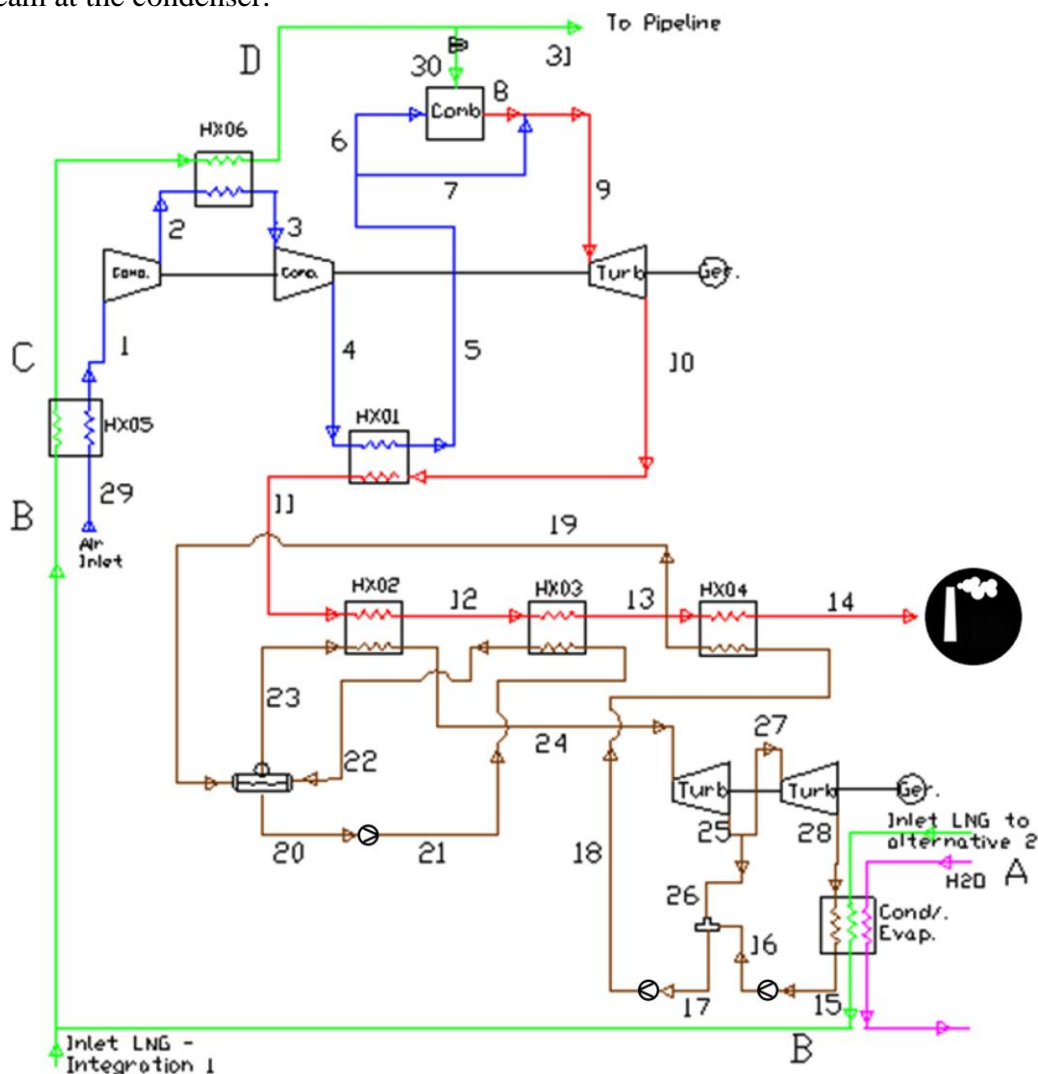 eam at the condenser.
To Pipeline
D
30
31
HX06
Comb
8
6
7
9
2
3
Comp.
Comp.
Turb
Ger.
C
1
4
5
10
HX01
HX05
29
B
11
Air
Inlet
19
HX02
12
HX03
13
HX04
14
23
24
27
22
Turb
Turb
Ger.
25
28
Inlet LNG to
alternative 2
20
21
18
H2O
A
26
Cond/.
Evap.
16
17
15
B
Inlet LNG -
Integration 1